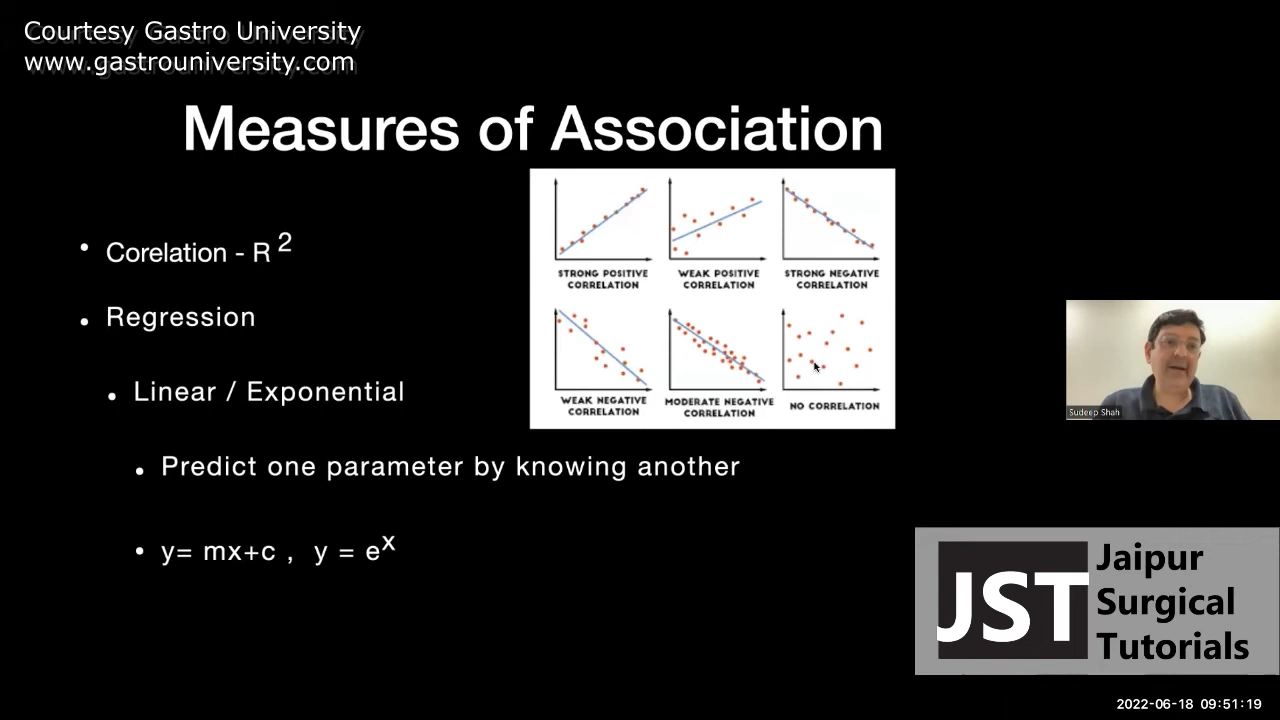 Courtesy Gastro University
www.gastrouniversity.com
Measures of Association
• Corelation - R 2
• Regression
• Linear / Exponential
• Predict one parameter by knowing another
• y= mx+c ,  y = e^x
STRONG POSITIVE
CORRELATION
WEAK POSITIVE
CORRELATION
STRONG NEGATIVE
CORRELATION
WEAK NEGATIVE
CORRELATION
MODERATE NEGATIVE
CORRELATION
NO CORRELATION
Sudeep Shah
JST
Jaipur
Surgical
Tutorials
2022-06-18 09:51:19